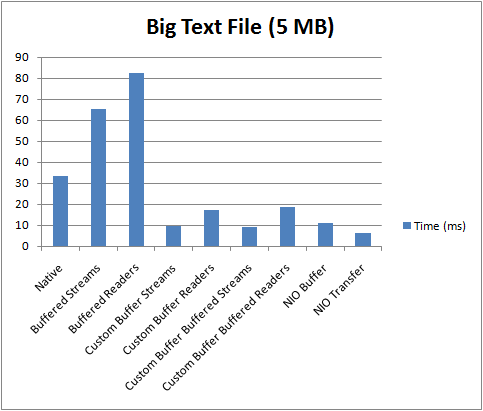 Big Text File (5 MB)
90
80
70
60
50
40
30
20
10
0
Native
Buffered Streams
Buffered Readers
Custom Buffer Streams
Custom Buffer Readers
Custom Buffer Buffered Streams
Custom Buffer Buffered Readers
NIO Buffer
NIO Transfer
Time (ms)